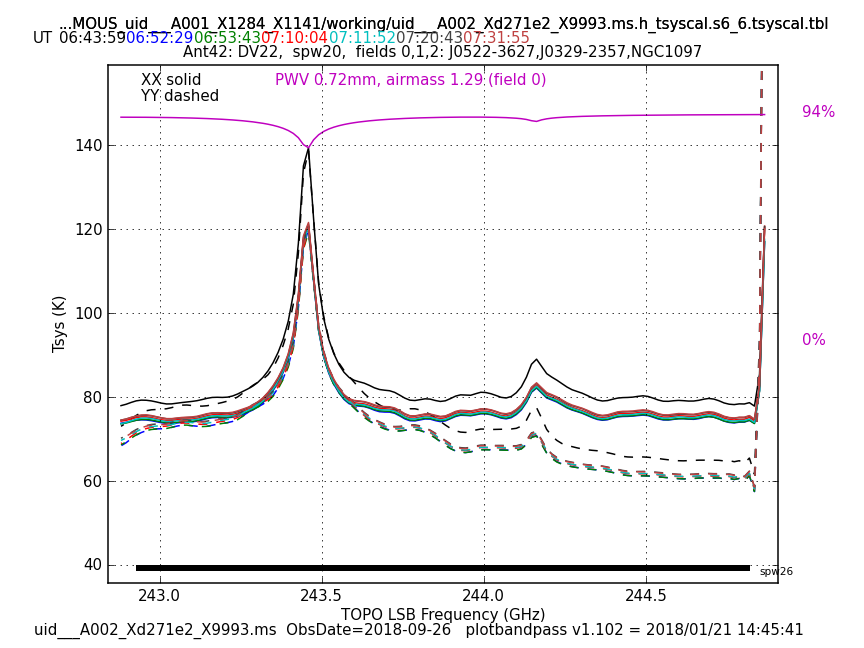 ...MOUS_uid___A001_X1284_X1141/working/uid___A002_Xd271e2_X9993.ms.h_tsyscal.s6_6.tsyscal.tbl
UT 06:43:59 06:52:29 06:53:43 07:10:04 07:11:52 07:20:43 07:31:55
Ant42: DV22, spw20, fields 0,1,2: J0522-3627,J0329-2357,NGC1097
XX solid
YY dashed
PWV 0.72mm, airmass 1.29 (field 0)
94%
0%
140
120
100
80
60
40
Tsys (K)
spw26
243.0 243.5 244.0 244.5
TOPO LSB Frequency (GHz)
uid___A002_Xd271e2_X9993.ms ObsDate=2018-09-26 plotbandpass v1.102 = 2018/01/21 14:45:41